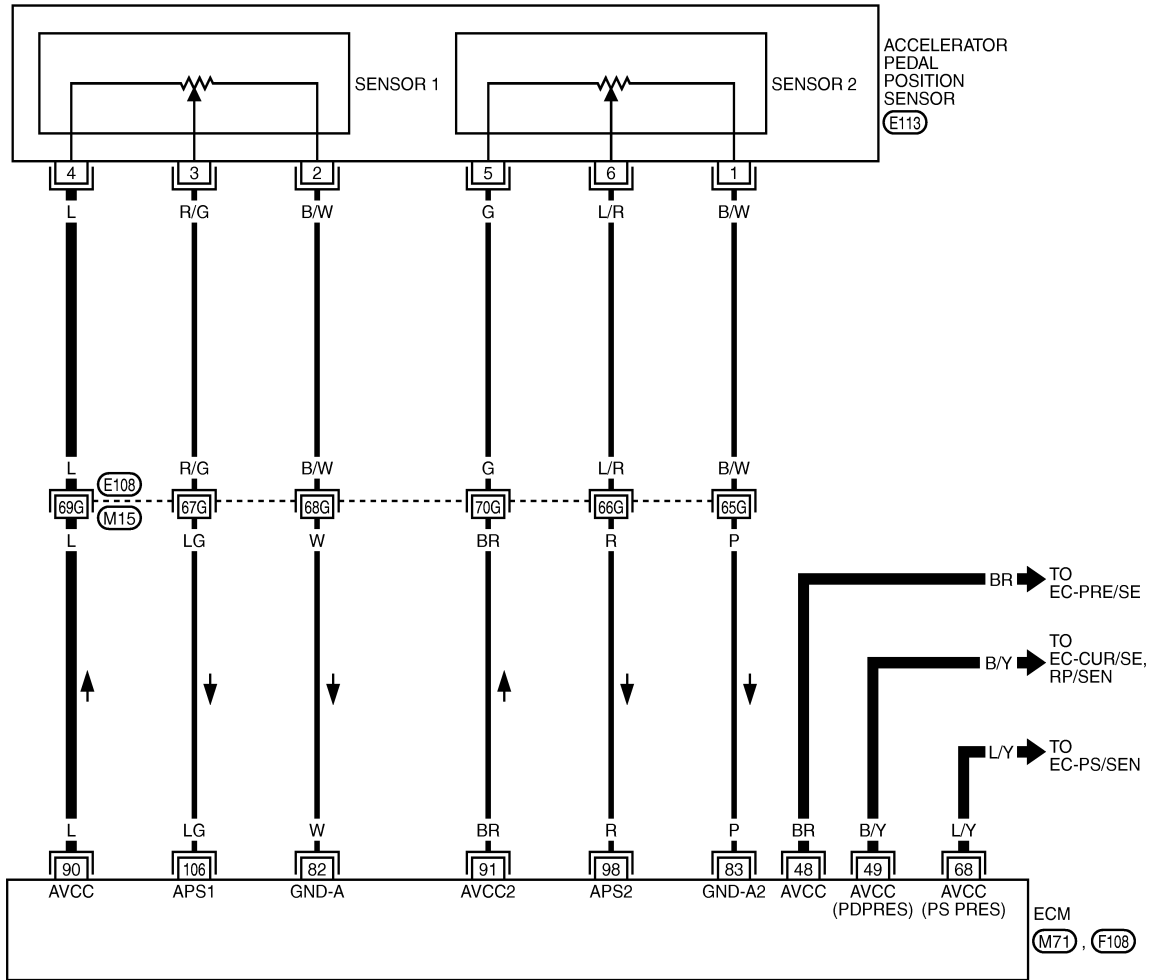 SENSOR 1
SENSOR 2
ACCELERATOR
PEDAL
POSITION
SENSOR
E113
4 3 2 5 6 1
L R/G B/W G L/R B/W
L R/G B/W G L/R B/W
E108
69G 67G 68G 70G 66G 65G
M15
L LG W BR R P
BR TO
EC-PRE/SE
B/Y TO
EC-CUR/SE,
RP/SEN
L/Y TO
EC-PS/SEN
L LG W BR R P BR B/Y L/Y
90 106 82 91 98 83 48 49 68
AVCC APS1 GND-A AVCC2 APS2 GND-A2 AVCC AVCC AVCC
(PDPRES) (PS PRES)
ECM
M71 , F108